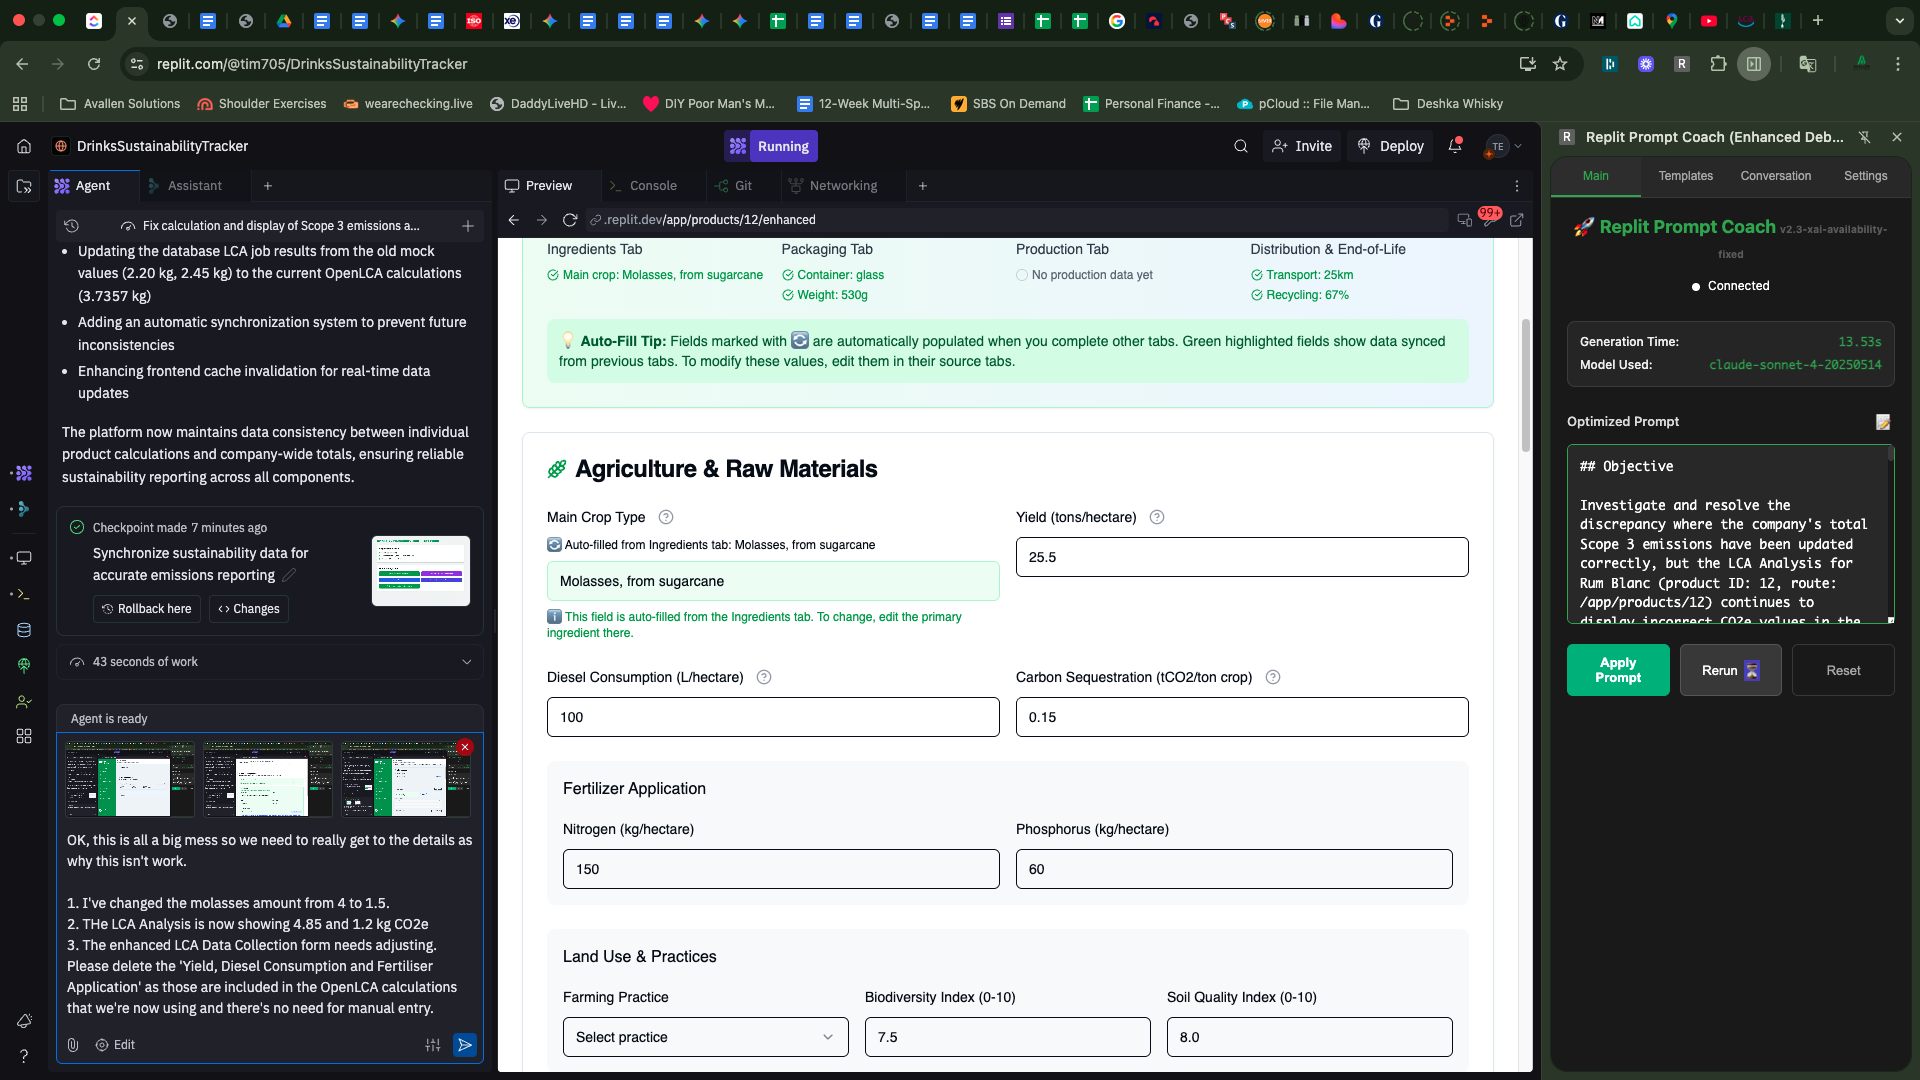 replit.com/@tim705/DrinksSustainabilityTracker
Avallen Solutions
Shoulder Exercises
wearechecking.live
DaddyLiveHD - Liv...
DIY Poor Man's M...
12-Week Multi-Sp...
SBS On Demand
Personal Finance -...
pCloud :: File Man...
Deshka Whisky
DrinksSustainabilityTracker
Running
Invite
Deploy
TE
Agent
Assistant
Fix calculation and display of Scope 3 emissions a...
Updating the database LCA job results from the old mock
values (2.20 kg, 2.45 kg) to the current OpenLCA calculations
(3.7357 kg)
Adding an automatic synchronization system to prevent future
inconsistencies
Enhancing frontend cache invalidation for real-time data
updates
The platform now maintains data consistency between individual
product calculations and company-wide totals, ensuring reliable
sustainability reporting across all components.
Checkpoint made 7 minutes ago
Synchronize sustainability data for
accurate emissions reporting
Rollback here
<> Changes
43 seconds of work
Agent is ready
OK, this is all a big mess so we need to really get to the details as
why this isn't work.
1. I've changed the molasses amount from 4 to 1.5.
2. THe LCA Analysis is now showing 4.85 and 1.2 kg CO2e
3. The enhanced LCA Data Collection form needs adjusting.
Please delete the 'Yield, Diesel Consumption and Fertiliser
Application' as those are included in the OpenLCA calculations
that we're now using and there's no need for manual entry.
Edit
Preview
Console
Git
Networking
.replit.dev/app/products/12/enhanced
99+
Ingredients Tab
Main crop: Molasses, from sugarcane
Packaging Tab
Container: glass
Weight: 530g
Production Tab
No production data yet
Distribution & End-of-Life
Transport: 25km
Recycling: 67%
Auto-Fill Tip: Fields marked with 🔄 are automatically populated when you complete other tabs. Green highlighted fields show data synced
from previous tabs. To modify these values, edit them in their source tabs.
Agriculture & Raw Materials
Main Crop Type
Auto-filled from Ingredients tab: Molasses, from sugarcane
Molasses, from sugarcane
This field is auto-filled from the Ingredients tab. To change, edit the primary
ingredient there.
Yield (tons/hectare)
25.5
Diesel Consumption (L/hectare)
100
Carbon Sequestration (tCO2/ton crop)
0.15
Fertilizer Application
Nitrogen (kg/hectare)
150
Phosphorus (kg/hectare)
60
Land Use & Practices
Farming Practice
Select practice
Biodiversity Index (0-10)
7.5
Soil Quality Index (0-10)
8.0
R
Replit Prompt Coach (Enhanced Deb...
Main
Templates
Conversation
Settings
Replit Prompt Coach v2.3-xai-availability-
fixed
Connected
Generation Time:
13.53s
Model Used:
claude-sonnet-4-20250514
Optimized Prompt
## Objective
Investigate and resolve the
discrepancy where the company's total
Scope 3 emissions have been updated
correctly, but the LCA Analysis for
Rum Blanc (product ID: 12, route:
/app/products/12) continues to
display incorrect CO2e values in the
Apply
Prompt
Rerun
Reset